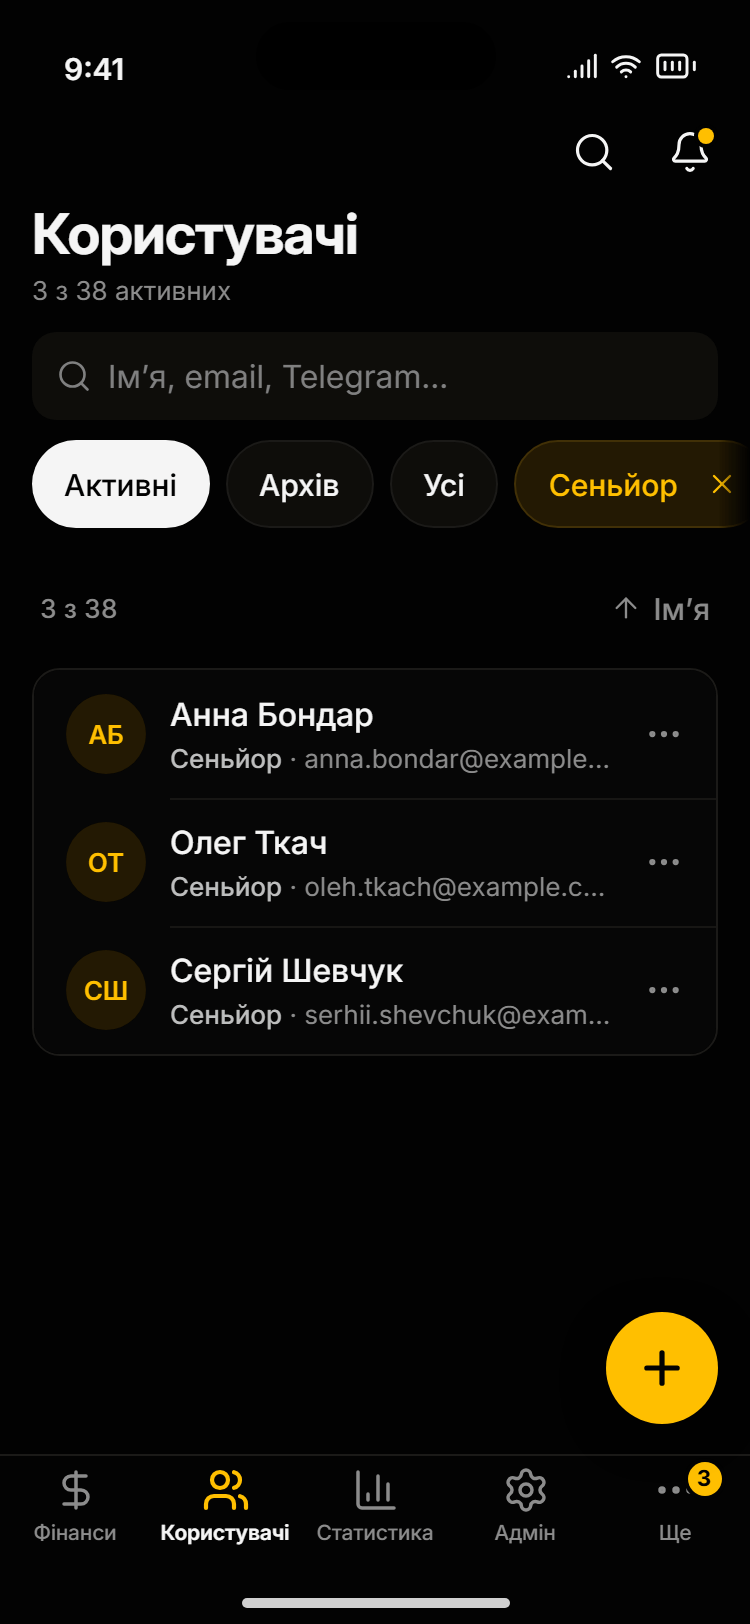 9:41
Користувачі
3 з 38 активних
Ім’я, email, Telegram...
Активні
Архів
Усі
Сеньйор
3 з 38
Ім’я
АБ
Анна Бондар
Сеньйор · anna.bondar@example...
ОТ
Олег Ткач
Сеньйор · oleh.tkach@example.c...
СШ
Сергій Шевчук
Сеньйор · serhii.shevchuk@exam...
3
Фінанси
Користувачі
Статистика
Адмін
Ще